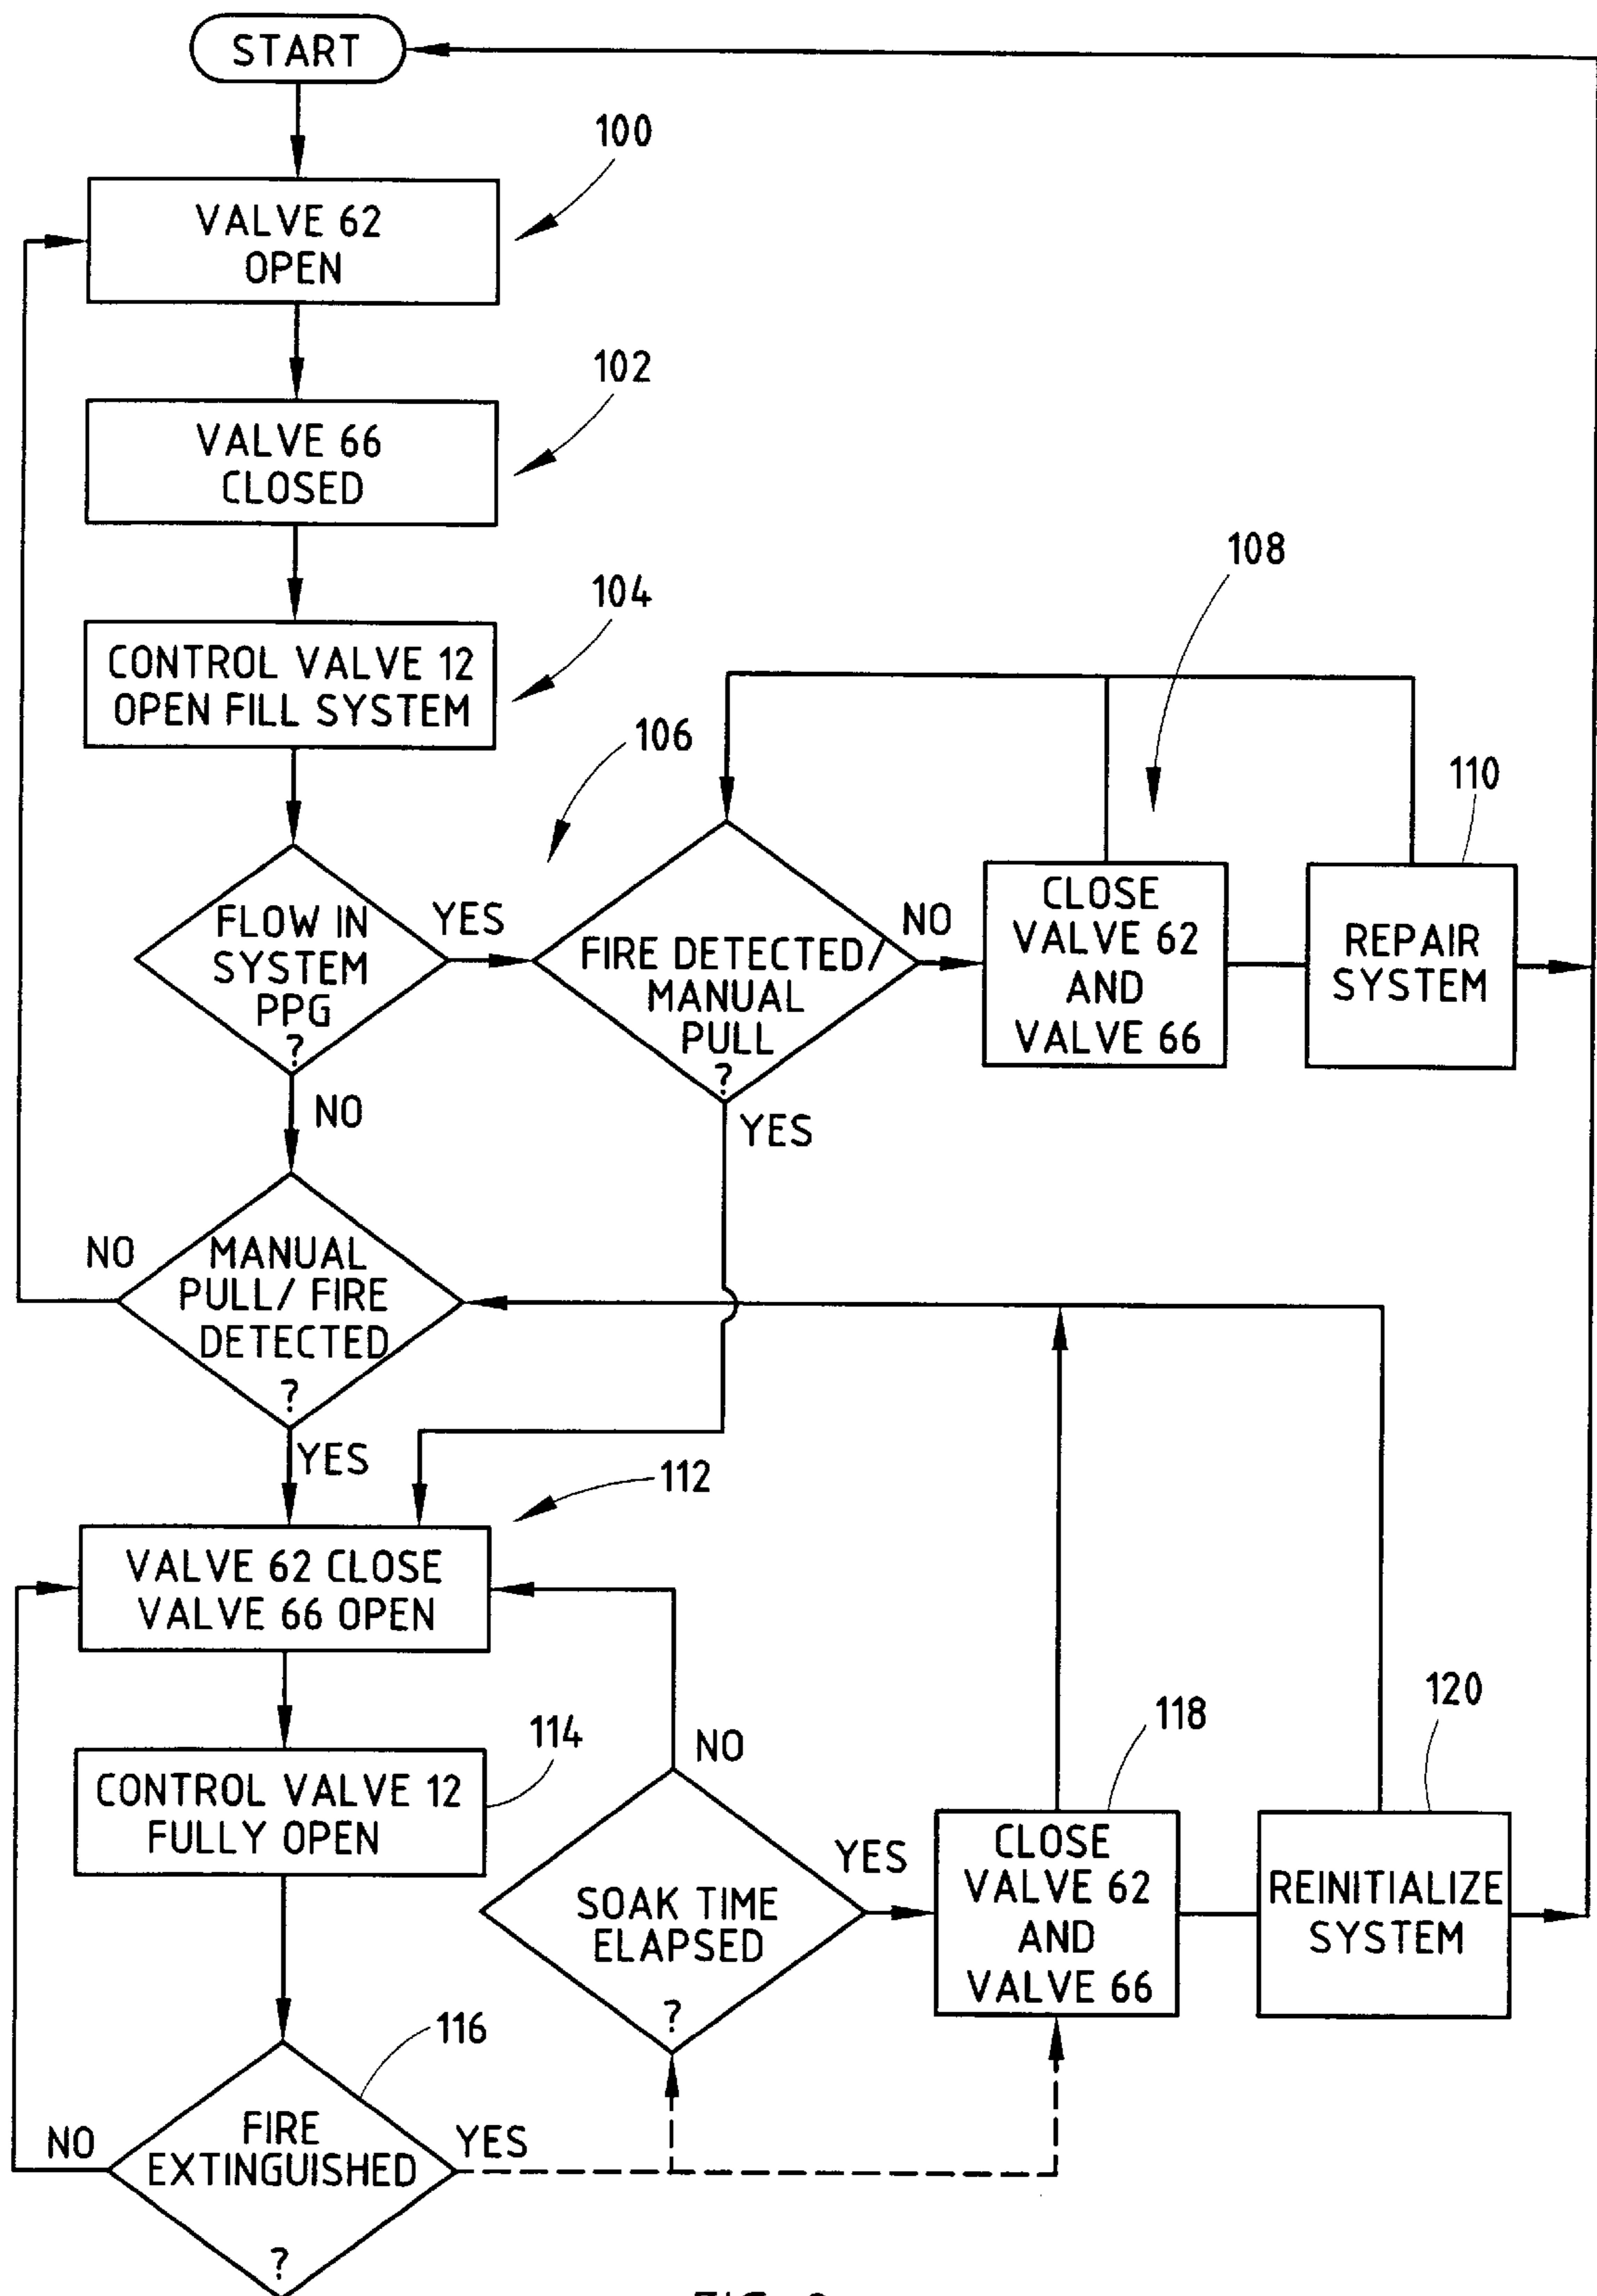 START
100
VALVE 62
OPEN
102
VALVE 66
CLOSED
104
CONTROL VALVE 12
OPEN FILL SYSTEM
106
108
110
FLOW IN
SYSTEM
PPG
?
YES
NO
FIRE DETECTED/
MANUAL
PULL
?
NO
YES
CLOSE
VALVE 62
AND
VALVE 66
REPAIR
SYSTEM
MANUAL
PULL/ FIRE
DETECTED
?
NO
YES
112
VALVE 62 CLOSE
VALVE 66 OPEN
114
CONTROL VALVE 12
FULLY OPEN
116
FIRE
EXTINGUISHED
?
NO
YES
SOAK TIME
ELAPSED
?
NO
YES
118
CLOSE
VALVE 62
AND
VALVE 66
120
REINITIALIZE
SYSTEM